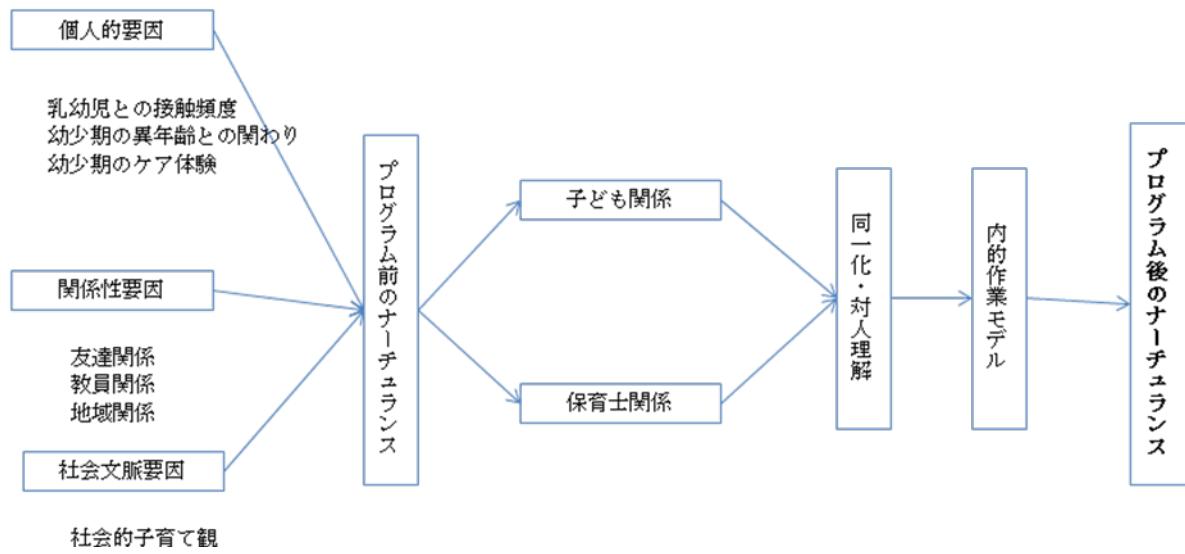 個人的要因
乳幼児との接触頻度
幼少期の異年齢との関わり
幼少期のケア体験
関係性要因
友達関係
教員関係
地域関係
社会文脈要因
社会的子育て観
プログラム前のナーチュランス
子ども関係
保育士関係
同一化・対人理解
内的作業モデル
プログラム後のナーチュランス